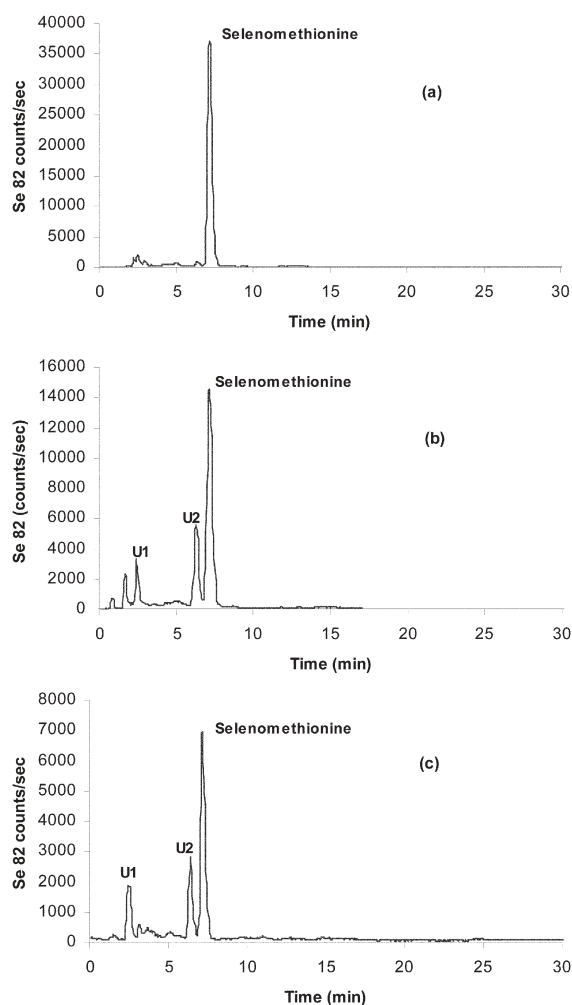 40000
Selenomethionine
35000
30000
(a)
25000
20000
15000
10000
5000
0
0 5 10 15 20 25 30
Se 82 counts/sec
Time (min)
16000
Selenomethionine
14000
12000
(b)
10000
8000
6000
U2
4000
U1
2000
0
0 5 10 15 20 25 30
Se 82 (counts/sec)
Time (min)
8000
Selenomethionine
7000
6000
(c)
5000
4000
3000
U2
U1
2000
1000
0
0 5 10 15 20 25 30
Se 82 counts/sec
Time (min)